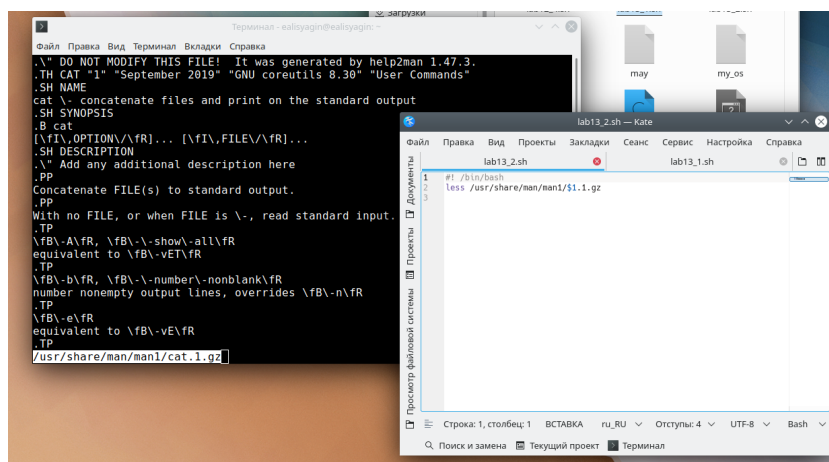 Загрузки
Терминал - ealisyagin@ealisyagin:~
Файл Правка Вид Терминал Вкладки Справка
.\" DO NOT MODIFY THIS FILE!  It was generated by help2man 1.47.3.
.TH CAT "1" "September 2019" "GNU coreutils 8.30" "User Commands"
.SH NAME
cat \- concatenate files and print on the standard output
.SH SYNOPSIS
.B cat
[\fI\,OPTION\/\fR]... [\fI\,FILE\/\fR]...
.SH DESCRIPTION
.\" Add any additional description here
.PP
Concatenate FILE(s) to standard output.
.PP
With no FILE, or when FILE is \-, read standard input.
.TP
\fB\-A\fR, \fB\-\-show\-all\fR
equivalent to \fB\-vET\fR
.TP
\fB\-b\fR, \fB\-\-number\-nonblank\fR
number nonempty output lines, overrides \fB\-n\fR
.TP
\fB\-e\fR
equivalent to \fB\-vE\fR
.TP
/usr/share/man/man1/cat.1.gz
may
my_os
lab13_2.sh — Kate
Файл Правка Вид Проекты Закладки Сеанс Сервис Настройка Справка
lab13_2.sh
lab13_1.sh
Документы
Проекты
Просмотр файловой системы
1 #! /bin/bash
2 less /usr/share/man/man1/$1.1.gz
3
Строка: 1, столбец: 1 ВСТАВКА ru_RU Отступы: 4 UTF-8 Bash
Поиск и замена Текущий проект Терминал